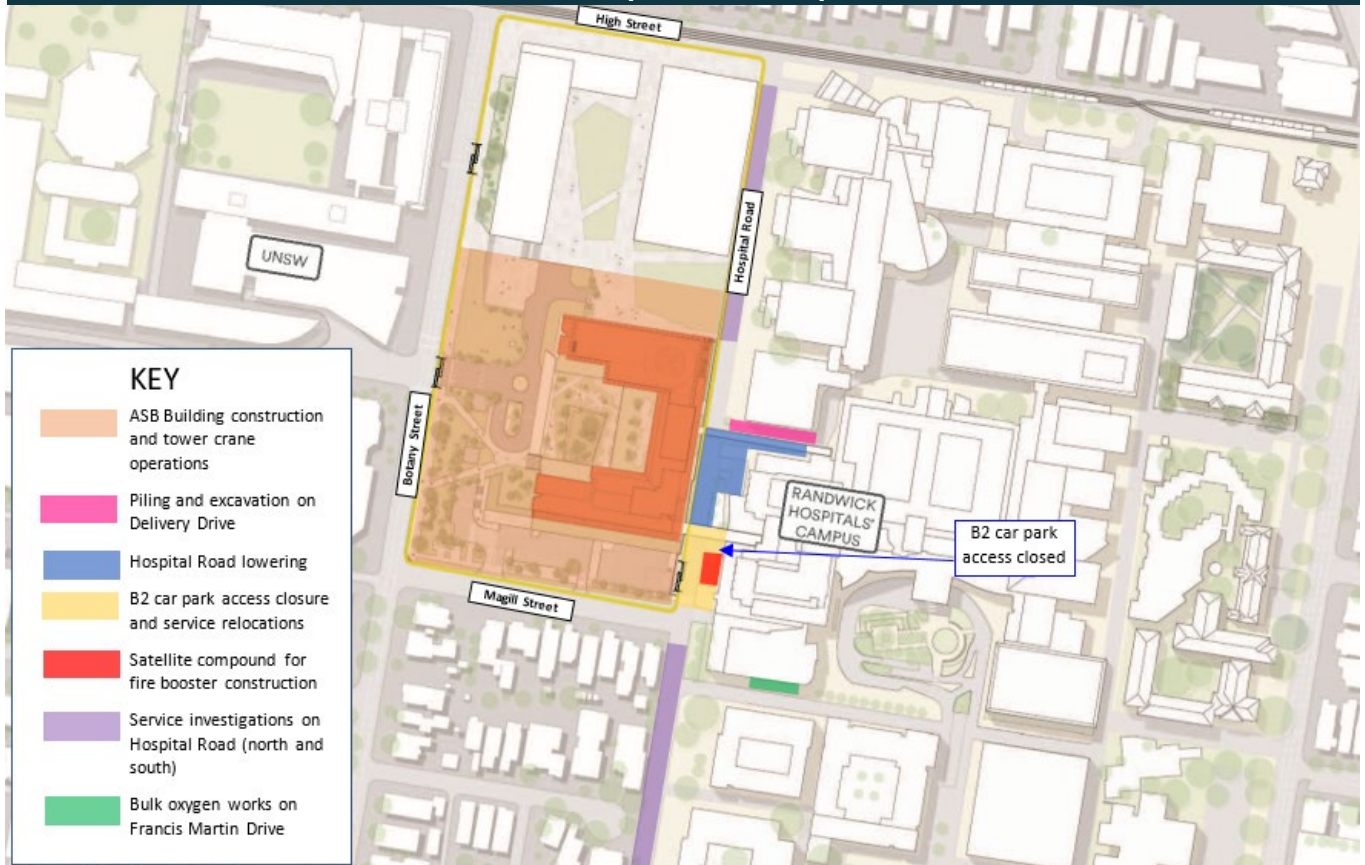 High Street
Hospital Road
UNSW
Botany Street
RANDWICK
HOSPITALS'
CAMPUS
B2 car park
access closed
Magill Street
KEY
ASB Building construction
and tower crane
operations
Piling and excavation on
Delivery Drive
Hospital Road lowering
B2 car park access closure
and service relocations
Satellite compound for
fire booster construction
Service investigations on
Hospital Road (north and
south)
Bulk oxygen works on
Francis Martin Drive